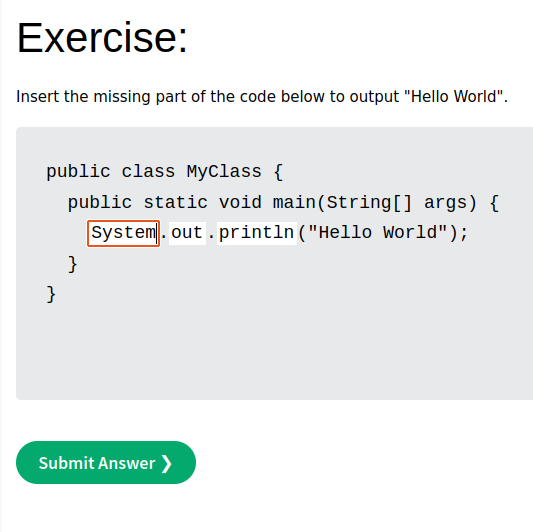 Exercise:
Insert the missing part of the code below to output "Hello World".
public class MyClass {
  public static void main(String[] args) {
    System.out.println("Hello World");
  }
}
Submit Answer ❯